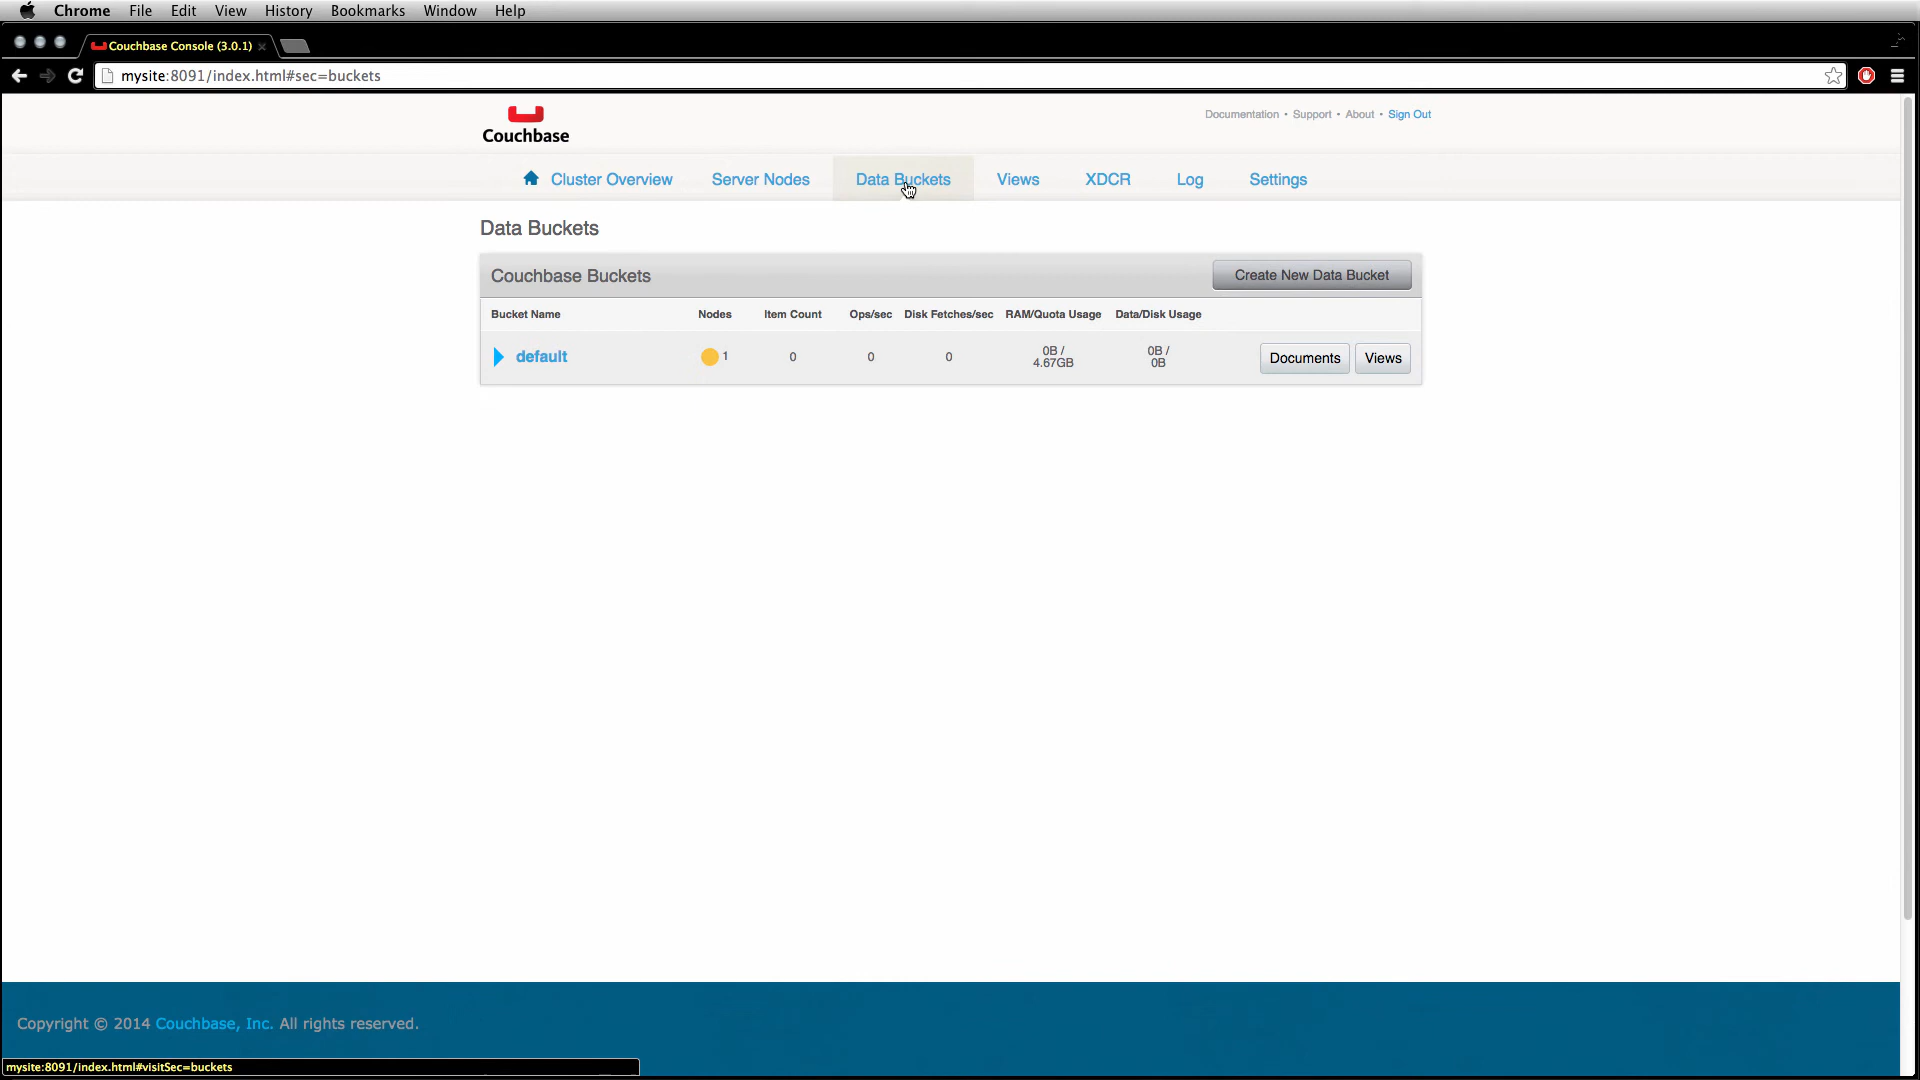 Chrome File Edit View History Bookmarks Window Help
Couchbase Console (3.0.1)
mysite:8091/index.html#sec=buckets
Couchbase
Documentation • Support • About • Sign Out
Cluster Overview Server Nodes Data Buckets Views XDCR Log Settings
Data Buckets
Couchbase Buckets Create New Data Bucket
Bucket Name Nodes Item Count Ops/sec Disk Fetches/sec RAM/Quota Usage Data/Disk Usage
default 1 0 0 0 0B / 4.67GB 0B / 0B Documents Views
Copyright © 2014 Couchbase, Inc. All rights reserved.
mysite:8091/index.html#visitSec=buckets